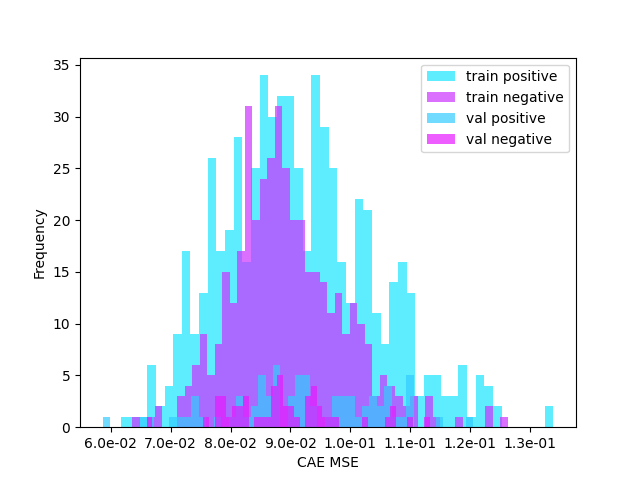 train positive
train negative
val positive
val negative
Frequency
35
30
25
20
15
10
5
0
6.0e-02 7.0e-02 8.0e-02 9.0e-02 1.0e-01 1.1e-01 1.2e-01 1.3e-01
CAE MSE